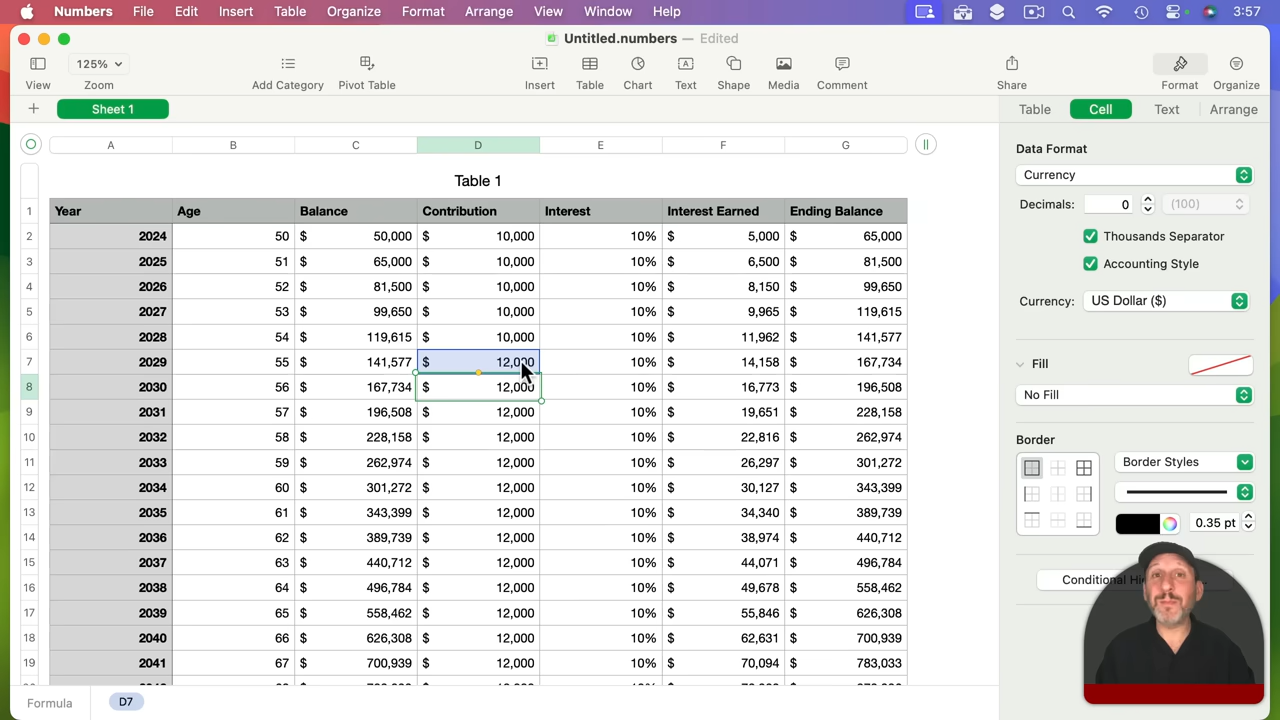 Numbers File Edit Insert Table Organize Format Arrange View Window Help 3:57
Untitled.numbers — Edited
125%
View Zoom Add Category Pivot Table Insert Table Chart Text Shape Media Comment Share Format Organize
Sheet 1
Table Cell Text Arrange
A B C D E F G
Table 1
1 Year Age Balance Contribution Interest Interest Earned Ending Balance
2 2024 50 $ 50,000 $ 10,000 10% $ 5,000 $ 65,000
3 2025 51 $ 65,000 $ 10,000 10% $ 6,500 $ 81,500
4 2026 52 $ 81,500 $ 10,000 10% $ 8,150 $ 99,650
5 2027 53 $ 99,650 $ 10,000 10% $ 9,965 $ 119,615
6 2028 54 $ 119,615 $ 10,000 10% $ 11,962 $ 141,577
7 2029 55 $ 141,577 $ 12,000 10% $ 14,158 $ 167,734
8 2030 56 $ 167,734 $ 12,000 10% $ 16,773 $ 196,508
9 2031 57 $ 196,508 $ 12,000 10% $ 19,651 $ 228,158
10 2032 58 $ 228,158 $ 12,000 10% $ 22,816 $ 262,974
11 2033 59 $ 262,974 $ 12,000 10% $ 26,297 $ 301,272
12 2034 60 $ 301,272 $ 12,000 10% $ 30,127 $ 343,399
13 2035 61 $ 343,399 $ 12,000 10% $ 34,340 $ 389,739
14 2036 62 $ 389,739 $ 12,000 10% $ 38,974 $ 440,712
15 2037 63 $ 440,712 $ 12,000 10% $ 44,071 $ 496,784
16 2038 64 $ 496,784 $ 12,000 10% $ 49,678 $ 558,462
17 2039 65 $ 558,462 $ 12,000 10% $ 55,846 $ 626,308
18 2040 66 $ 626,308 $ 12,000 10% $ 62,631 $ 700,939
19 2041 67 $ 700,939 $ 12,000 10% $ 70,094 $ 783,033
Formula D7
Data Format
Currency
Decimals: 0 (100)
Thousands Separator
Accounting Style
Currency: US Dollar ($)
Fill
No Fill
Border
Border Styles
0.35 pt
Conditional